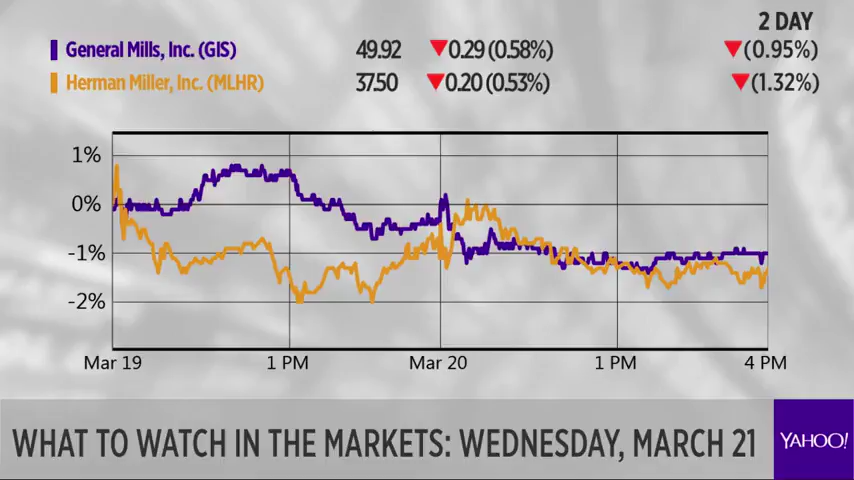 2 DAY
General Mills, Inc. (GIS) 49.92 ▼0.29 (0.58%) ▼(0.95%)
Herman Miller, Inc. (MLHR) 37.50 ▼0.20 (0.53%) ▼(1.32%)
1%
0%
-1%
-2%
Mar 19 1 PM Mar 20 1 PM 4 PM
WHAT TO WATCH IN THE MARKETS: WEDNESDAY, MARCH 21
YAHOO!